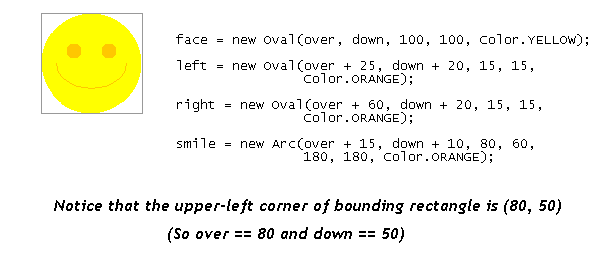 face = new Oval(over, down, 100, 100, Color.YELLOW);
left = new Oval(over + 25, down + 20, 15, 15,
Color.ORANGE);
right = new Oval(over + 60, down + 20, 15, 15,
Color.ORANGE);
smile = new Arc(over + 15, down + 10, 80, 60,
180, 180, Color.ORANGE);
Notice that the upper-left corner of bounding rectangle is (80, 50)
(So over == 80 and down == 50)